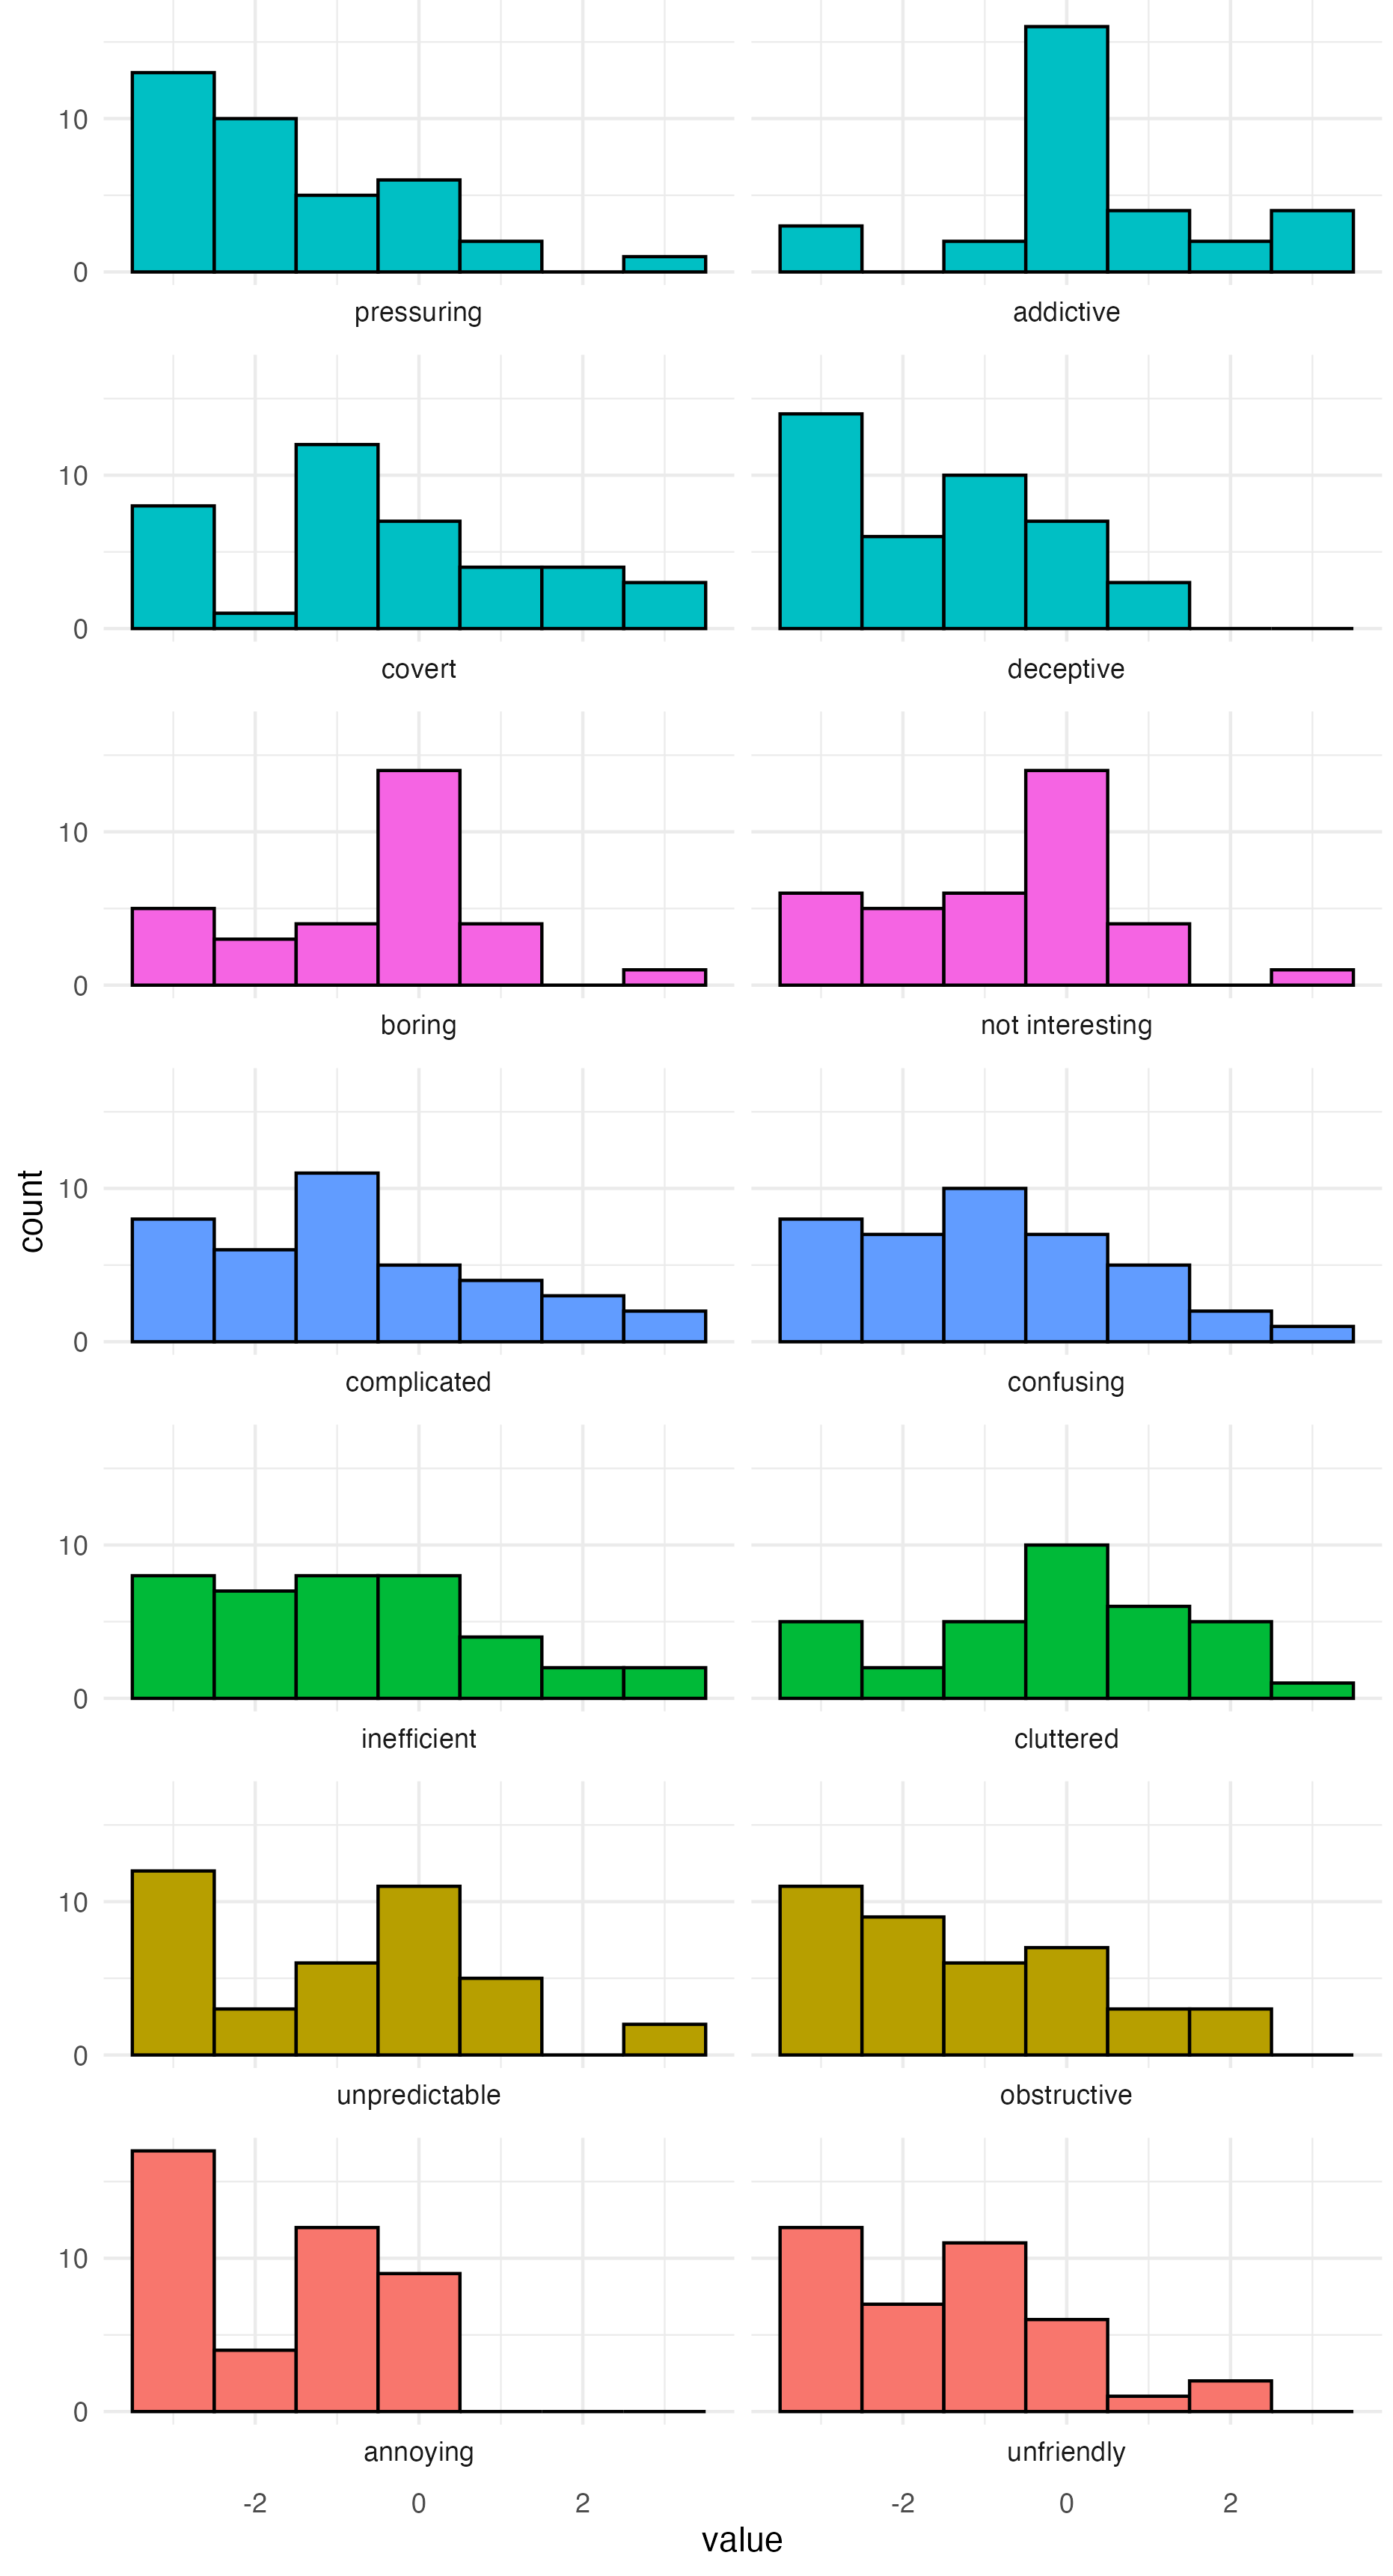 10
0
pressuring addictive
10
0
covert deceptive
10
0
boring not interesting
count
10
0
complicated confusing
10
0
inefficient cluttered
10
0
unpredictable obstructive
10
0
annoying unfriendly
-2 0 2 -2 0 2
value